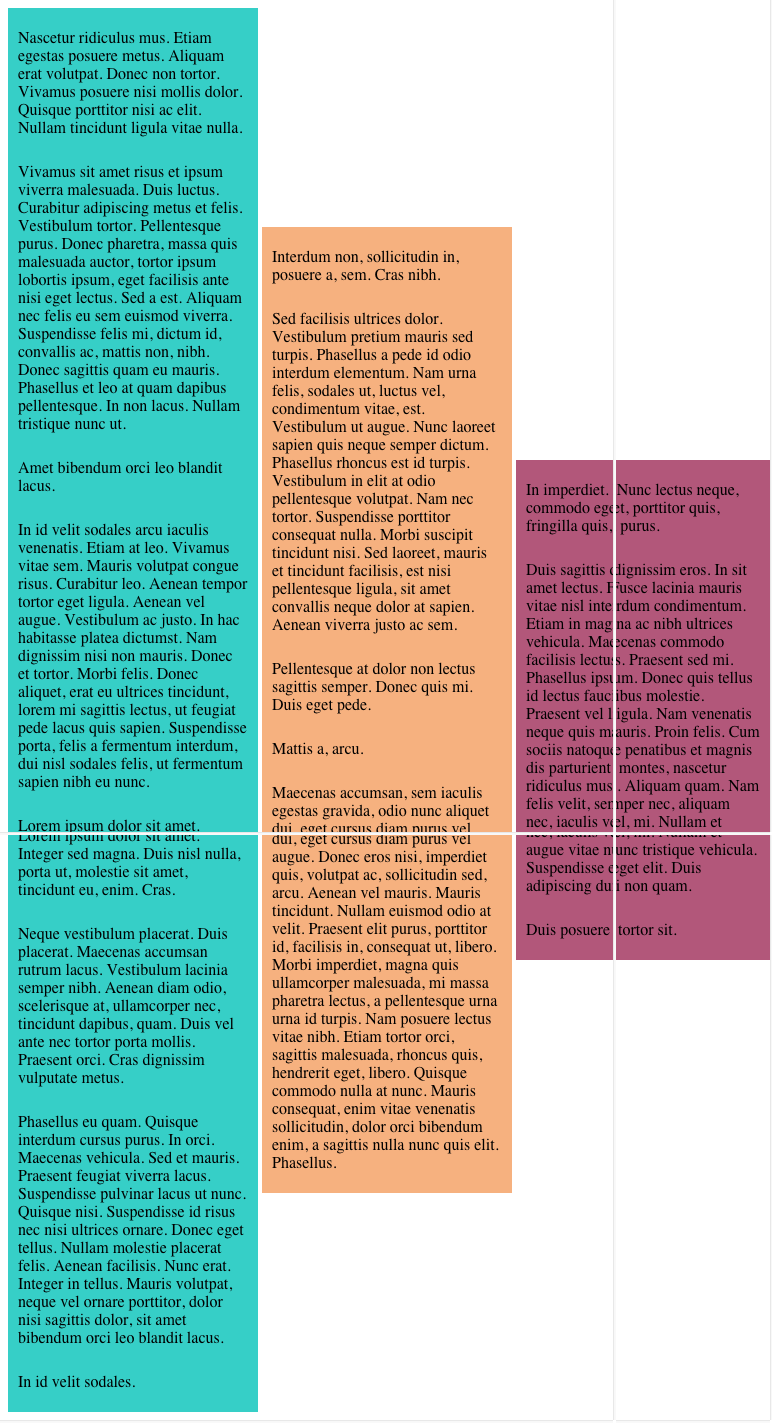 Nascetur ridiculus mus. Etiam
egestas posuere metus. Aliquam
erat volutpat. Donec non tortor.
Vivamus posuere nisi mollis dolor.
Quisque porttitor nisi ac elit.
Nullam tincidunt ligula vitae nulla.
Vivamus sit amet risus et ipsum
viverra malesuada. Duis luctus.
Curabitur adipiscing metus et felis.
Vestibulum tortor. Pellentesque
purus. Donec pharetra, massa quis
malesuada auctor, tortor ipsum
lobortis ipsum, eget facilisis ante
nisi eget lectus. Sed a est. Aliquam
nec felis eu sem euismod viverra.
Suspendisse felis mi, dictum id,
convallis ac, mattis non, nibh.
Donec sagittis quam eu mauris.
Phasellus et leo at quam dapibus
pellentesque. In non lacus. Nullam
tristique nunc ut.
Amet bibendum orci leo blandit
lacus.
In id velit sodales arcu iaculis
venenatis. Etiam at leo. Vivamus
vitae sem. Mauris volutpat congue
risus. Curabitur leo. Aenean tempor
tortor eget ligula. Aenean vel
augue. Vestibulum ac justo. In hac
habitasse platea dictumst. Nam
dignissim nisi non mauris. Donec
et tortor. Morbi felis. Donec
aliquet, erat eu ultrices tincidunt,
lorem mi sagittis lectus, ut feugiat
pede lacus quis sapien. Suspendisse
porta, felis a fermentum interdum,
dui nisl sodales felis, ut fermentum
sapien nibh eu nunc.
Lorem ipsum dolor sit amet.
Integer sed magna. Duis nisl nulla,
porta ut, molestie sit amet,
tincidunt eu, enim. Cras.
Neque vestibulum placerat. Duis
placerat. Maecenas accumsan
rutrum lacus. Vestibulum lacinia
semper nibh. Aenean diam odio,
scelerisque at, ullamcorper nec,
tincidunt dapibus, quam. Duis vel
ante nec tortor porta mollis.
Praesent orci. Cras dignissim
vulputate metus.
Phasellus eu quam. Quisque
interdum cursus purus. In orci.
Maecenas vehicula. Sed et mauris.
Praesent feugiat viverra lacus.
Suspendisse pulvinar lacus ut nunc.
Quisque nisi. Suspendisse id risus
nec nisi ultrices ornare. Donec eget
tellus. Nullam molestie placerat
felis. Aenean facilisis. Nunc erat.
Integer in tellus. Mauris volutpat,
neque vel ornare porttitor, dolor
nisi sagittis dolor, sit amet
bibendum orci leo blandit lacus.
In id velit sodales.
Interdum non, sollicitudin in,
posuere a, sem. Cras nibh.
Sed facilisis ultrices dolor.
Vestibulum pretium mauris sed
turpis. Phasellus a pede id odio
interdum elementum. Nam urna
felis, sodales ut, luctus vel,
condimentum vitae, est.
Vestibulum ut augue. Nunc laoreet
sapien quis neque semper dictum.
Phasellus rhoncus est id turpis.
Vestibulum in elit at odio
pellentesque volutpat. Nam nec
tortor. Suspendisse porttitor
consequat nulla. Morbi suscipit
tincidunt nisi. Sed laoreet, mauris
et tincidunt facilisis, est nisi
pellentesque ligula, sit amet
convallis neque dolor at sapien.
Aenean viverra justo ac sem.
Pellentesque at dolor non lectus
sagittis semper. Donec quis mi.
Duis eget pede.
Mattis a, arcu.
Maecenas accumsan, sem iaculis
egestas gravida, odio nunc aliquet
dui, eget cursus diam purus vel
augue. Donec eros nisi, imperdiet
quis, volutpat ac, sollicitudin sed,
arcu. Aenean vel mauris. Mauris
tincidunt. Nullam euismod odio at
velit. Praesent elit purus, porttitor
id, facilisis in, consequat ut, libero.
Morbi imperdiet, magna quis
ullamcorper malesuada, mi massa
pharetra lectus, a pellentesque urna
urna id turpis. Nam posuere lectus
vitae nibh. Etiam tortor orci,
sagittis malesuada, rhoncus quis,
hendrerit eget, libero. Quisque
commodo nulla at nunc. Mauris
consequat, enim vitae venenatis
sollicitudin, dolor orci bibendum
enim, a sagittis nulla nunc quis elit.
Phasellus.
In imperdiet. Nunc lectus neque,
commodo eget, porttitor quis,
fringilla quis, purus.
Duis sagittis dignissim eros. In sit
amet lectus. Fusce lacinia mauris
vitae nisl interdum condimentum.
Etiam in magna ac nibh ultrices
vehicula. Maecenas commodo
facilisis lectus. Praesent sed mi.
Phasellus ipsum. Donec quis tellus
id lectus faucibus molestie.
Praesent vel ligula. Nam venenatis
neque quis mauris. Proin felis. Cum
sociis natoque penatibus et magnis
dis parturient montes, nascetur
ridiculus mus. Aliquam quam. Nam
felis velit, semper nec, aliquam
nec, iaculis vel, mi. Nullam et
augue vitae nunc tristique vehicula.
Suspendisse eget elit. Duis
adipiscing dui non quam.
Duis posuere tortor sit.